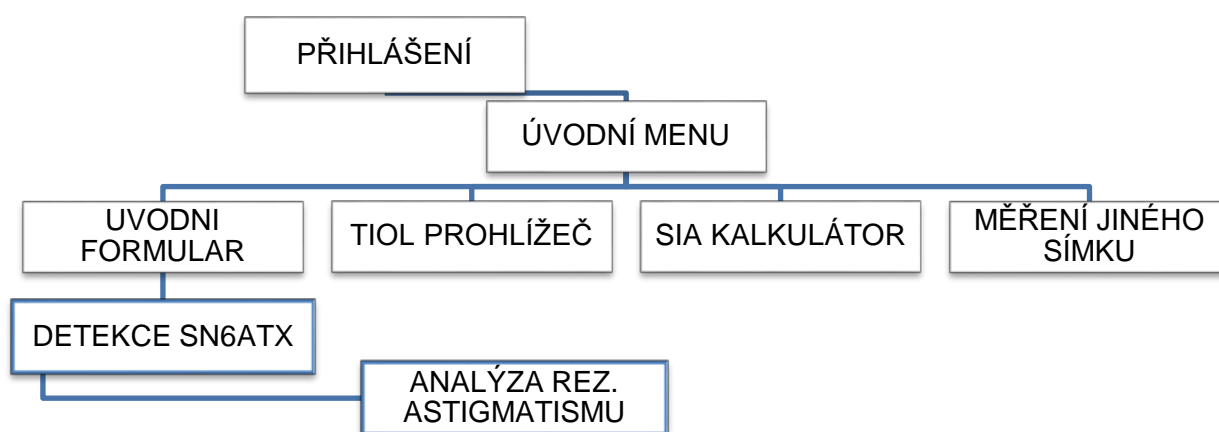 PŘIHLÁŠENÍ
ÚVODNÍ MENU
UVODNI
FORMULAR
TIOL PROHLÍŽEČ
SIA KALKULÁTOR
MĚŘENÍ JINÉHO
SÍMKU
DETEKCE SN6ATX
ANALÝZA REZ.
ASTIGMATISMU